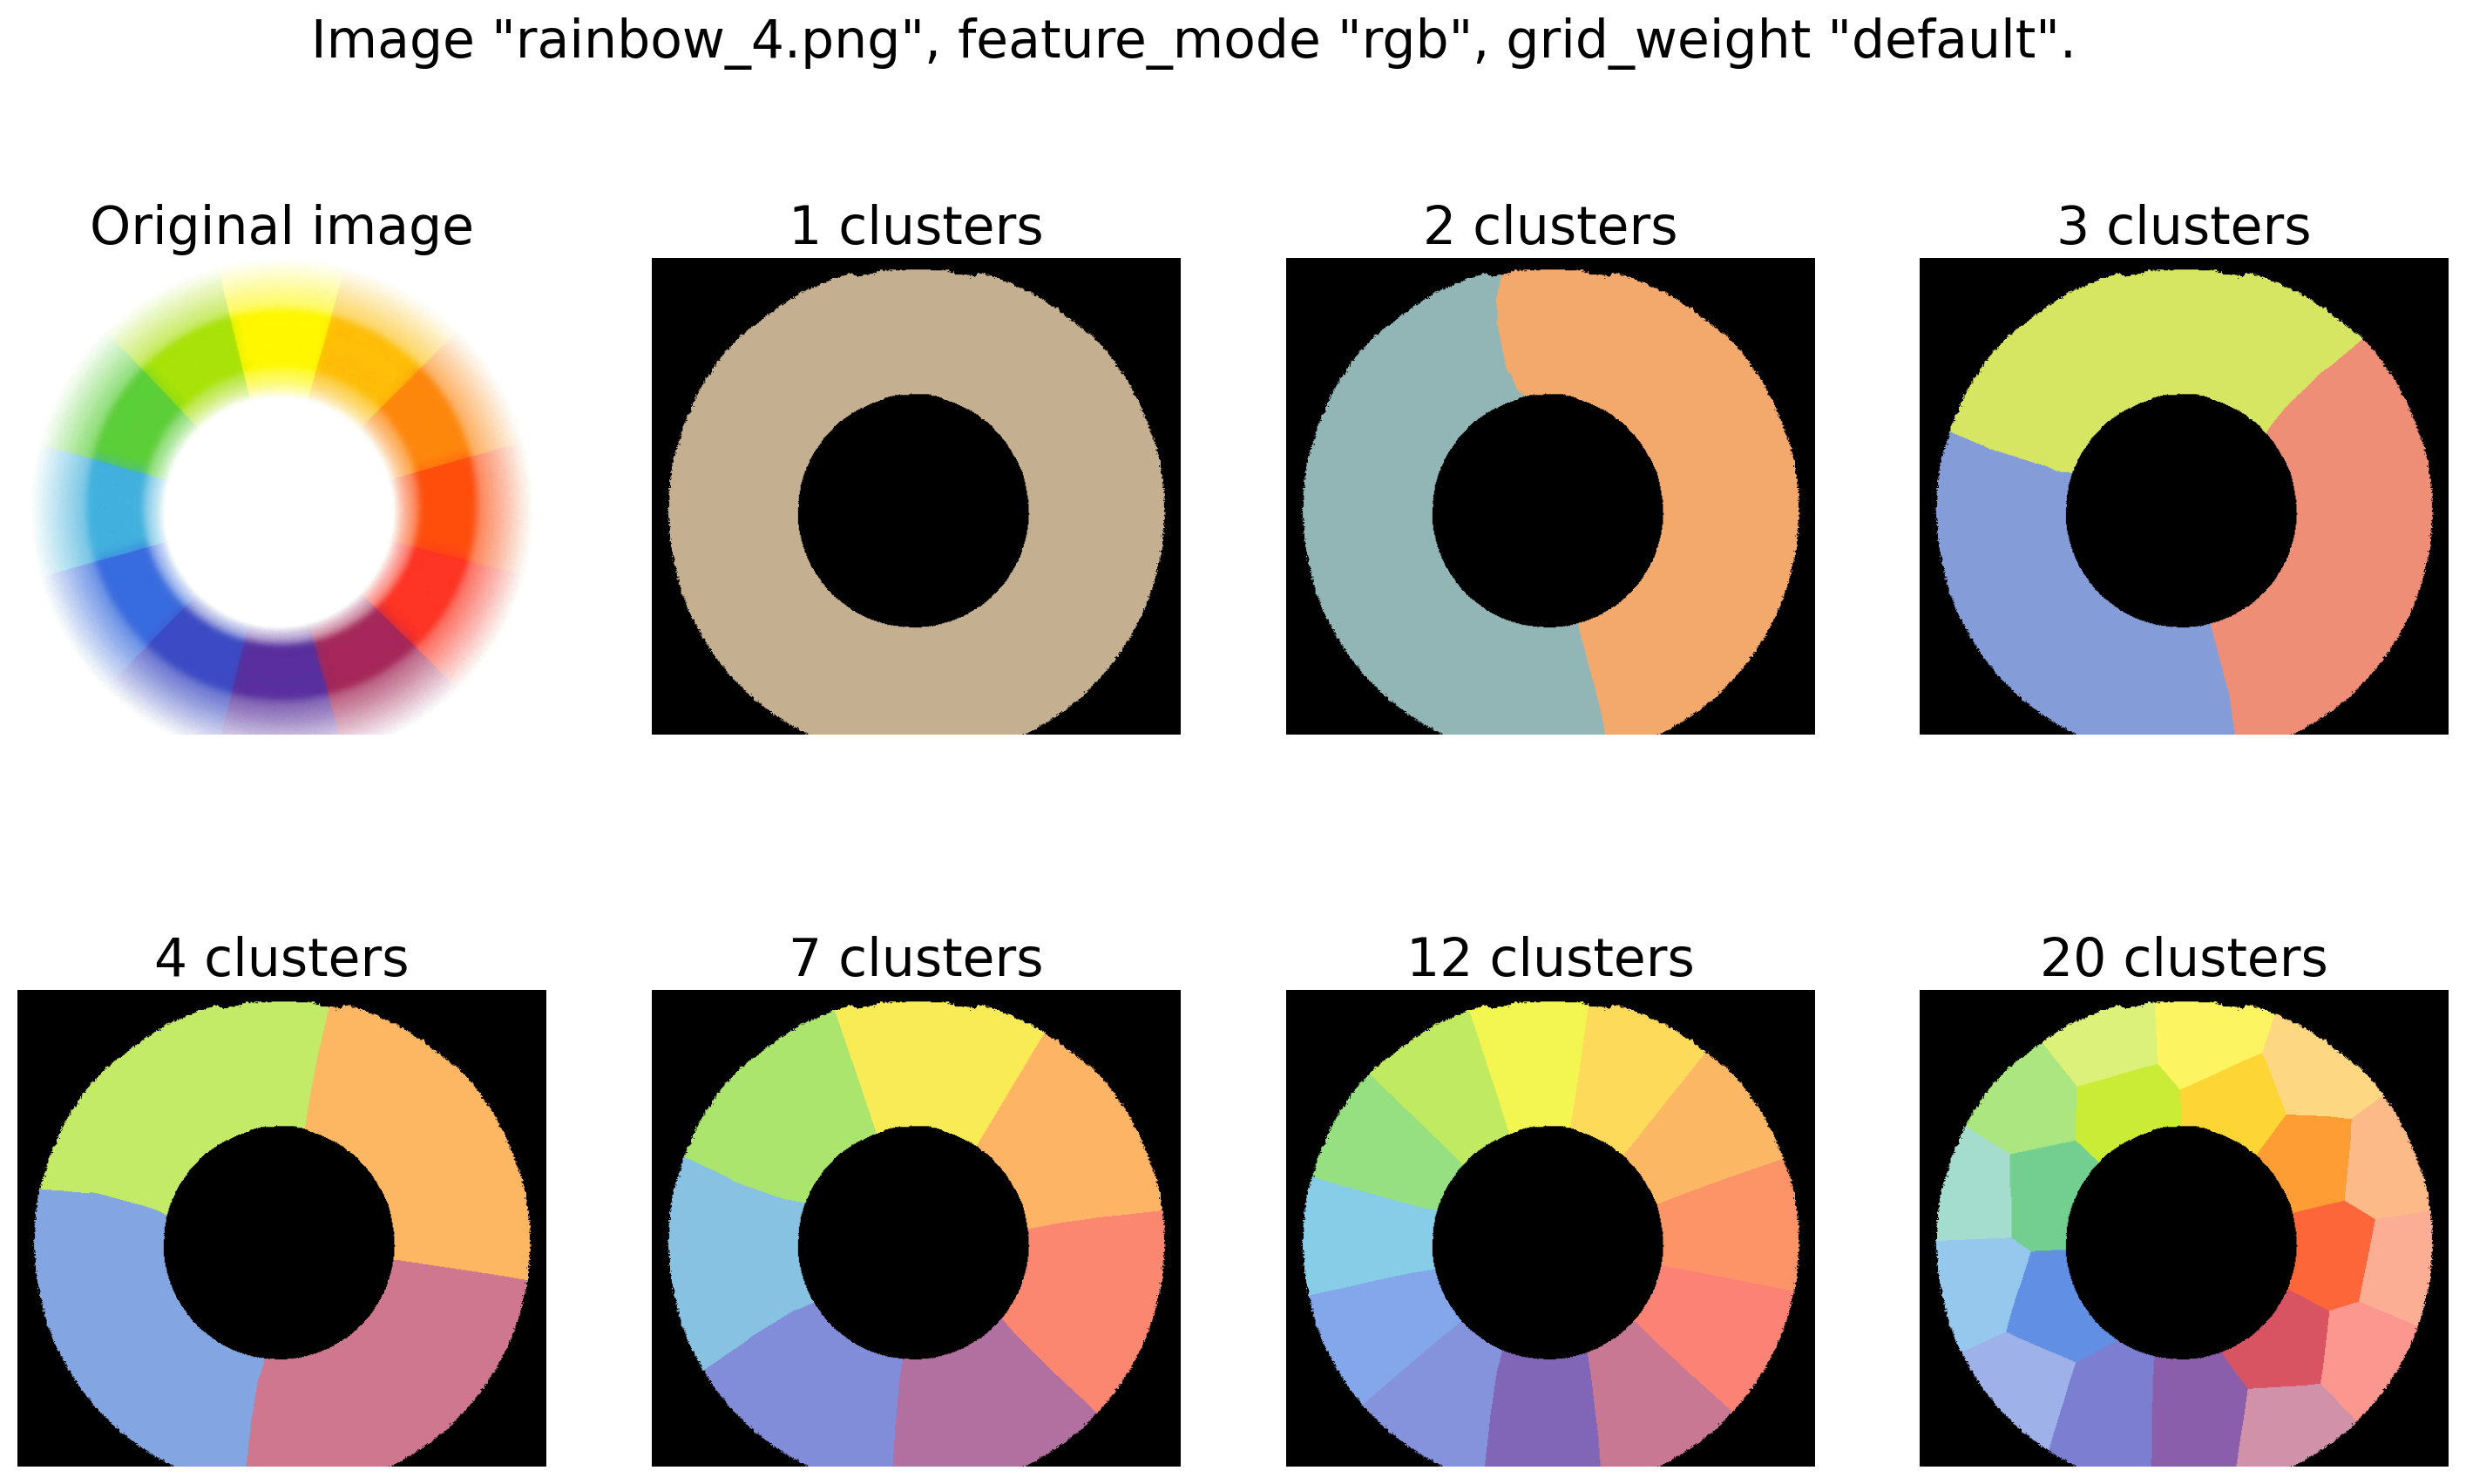 Image "rainbow_4.png", feature_mode "rgb", grid_weight "default".
Original image
1 clusters
2 clusters
3 clusters
4 clusters
7 clusters
12 clusters
20 clusters